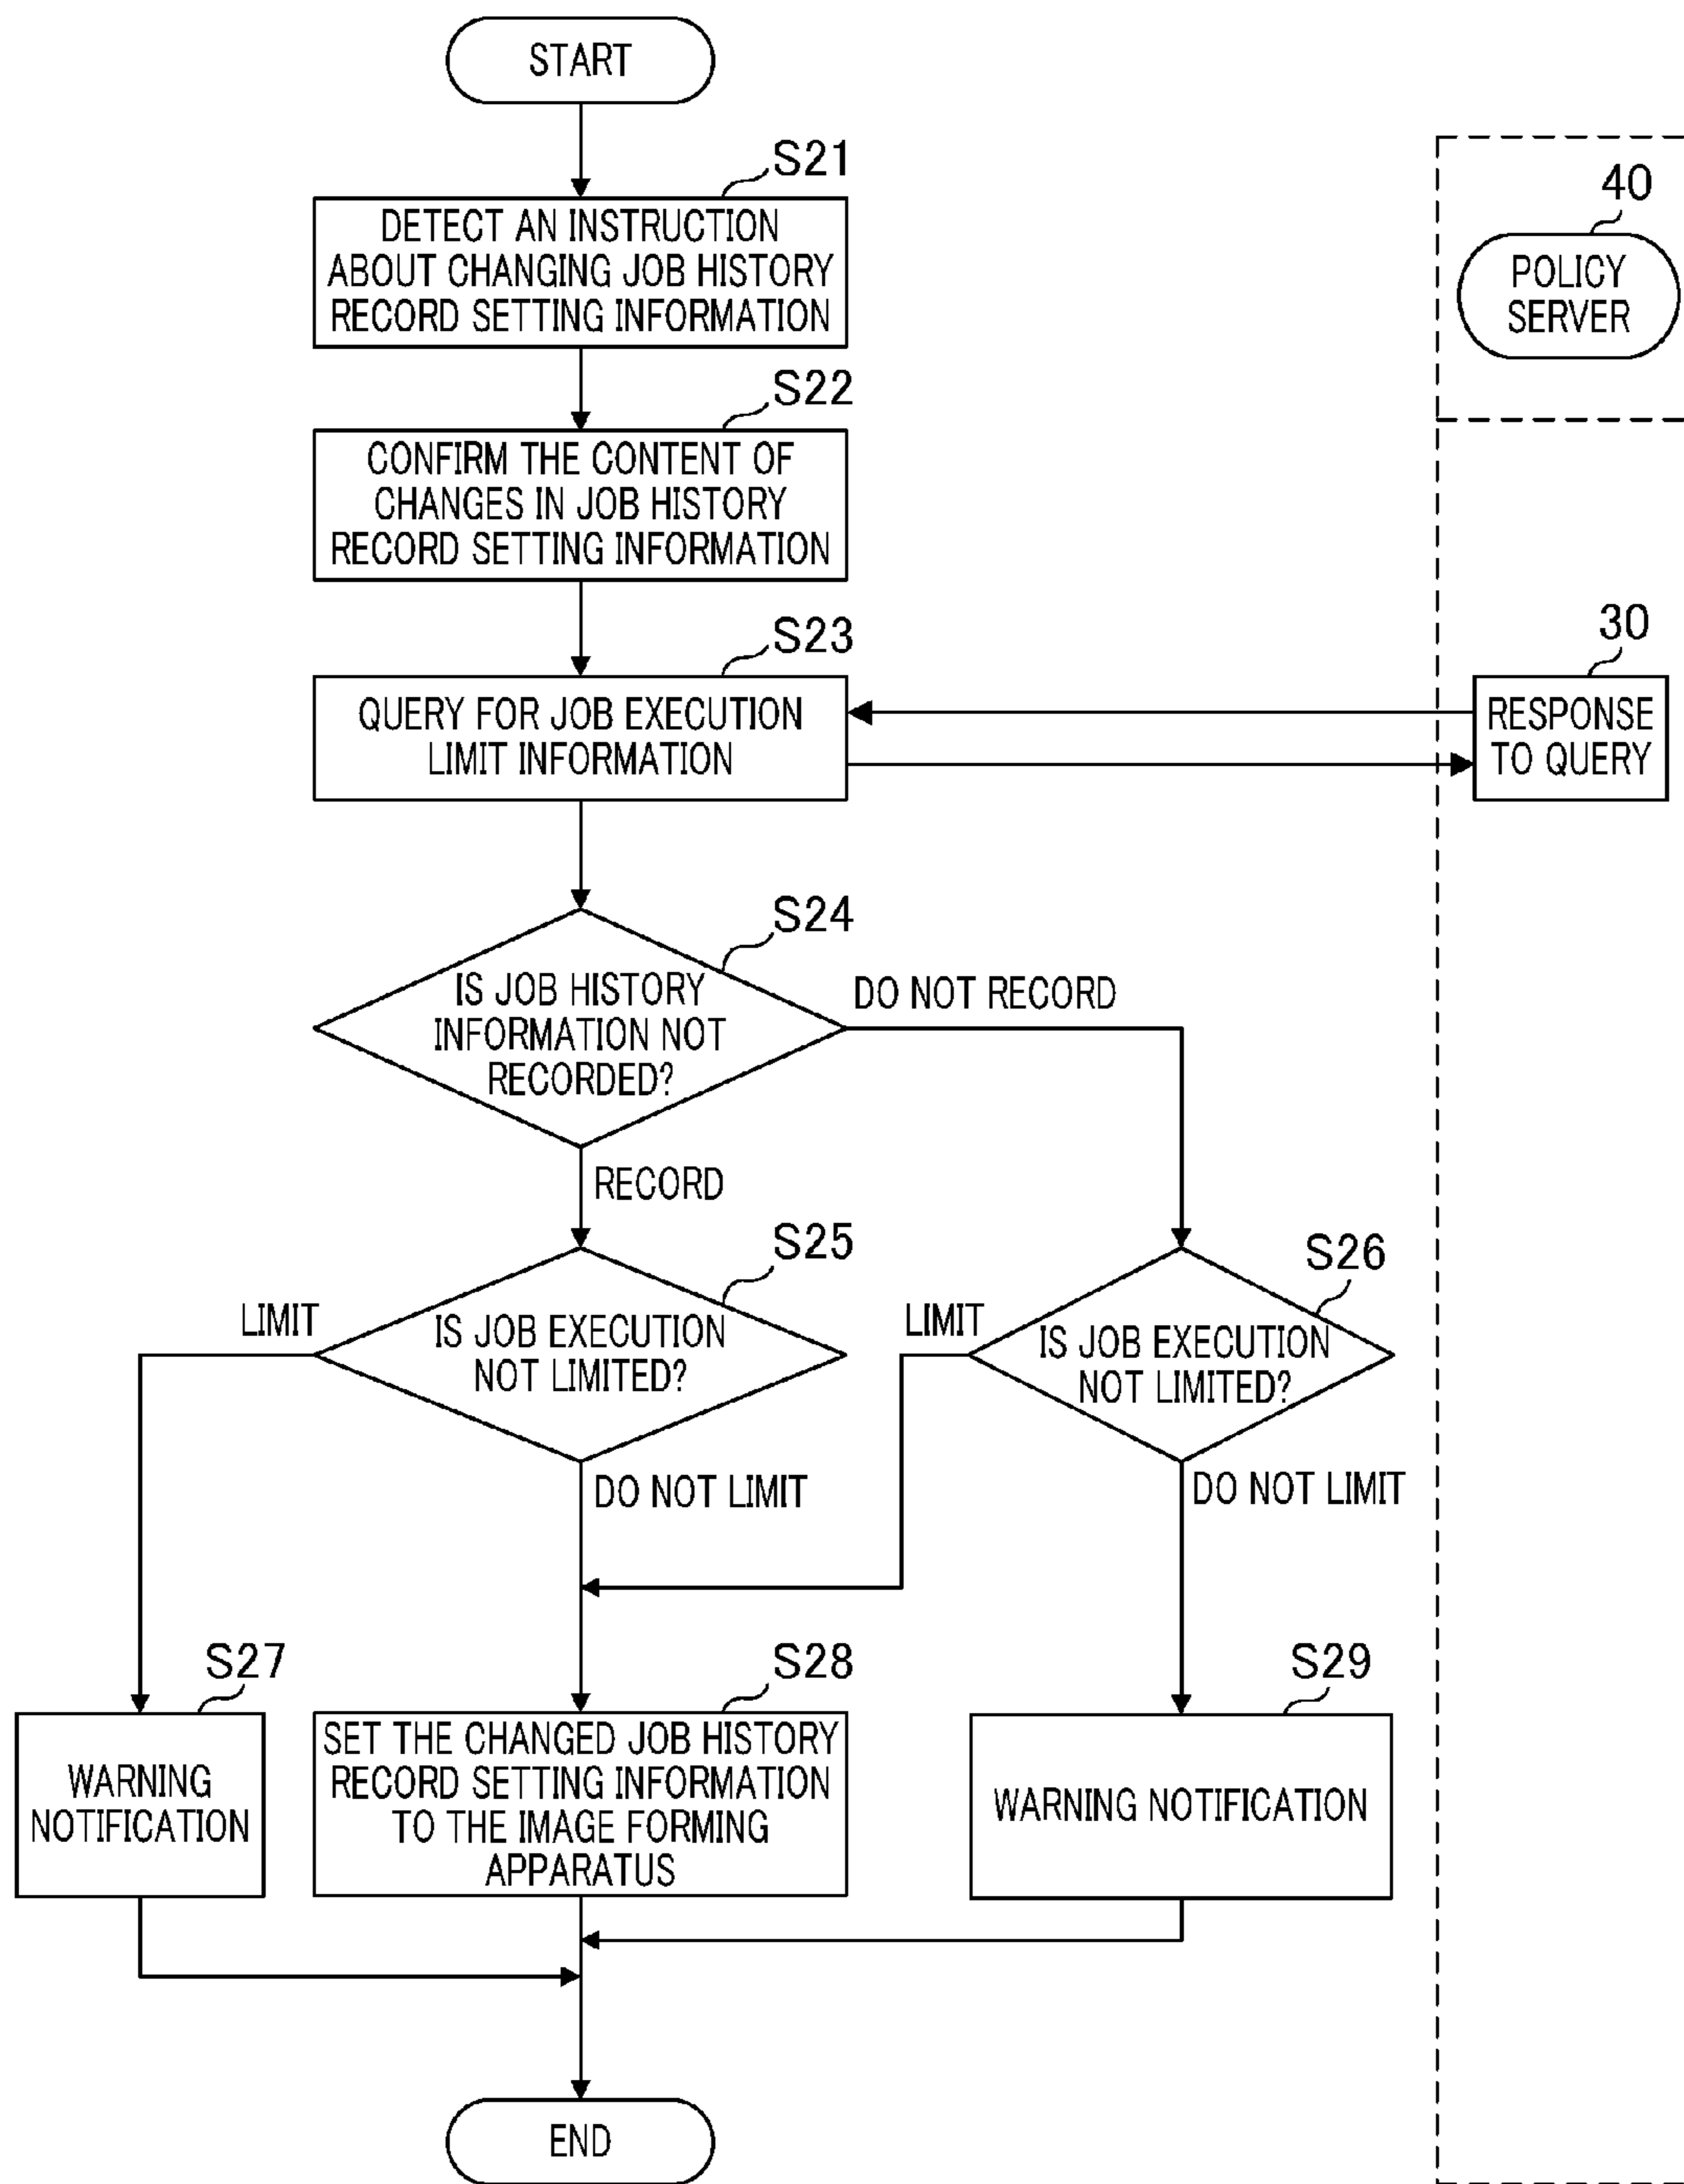 START
S21
DETECT AN INSTRUCTION
ABOUT CHANGING JOB HISTORY
RECORD SETTING INFORMATION
40
POLICY
SERVER
S22
CONFIRM THE CONTENT OF
CHANGES IN JOB HISTORY
RECORD SETTING INFORMATION
S23
QUERY FOR JOB EXECUTION
LIMIT INFORMATION
30
RESPONSE
TO QUERY
S24
IS JOB HISTORY
INFORMATION NOT
RECORDED?
DO NOT RECORD
RECORD
S25
IS JOB EXECUTION
NOT LIMITED?
LIMIT
DO NOT LIMIT
S26
IS JOB EXECUTION
NOT LIMITED?
LIMIT
DO NOT LIMIT
S27
WARNING
NOTIFICATION
S28
SET THE CHANGED JOB HISTORY
RECORD SETTING INFORMATION
TO THE IMAGE FORMING
APPARATUS
S29
WARNING NOTIFICATION
END